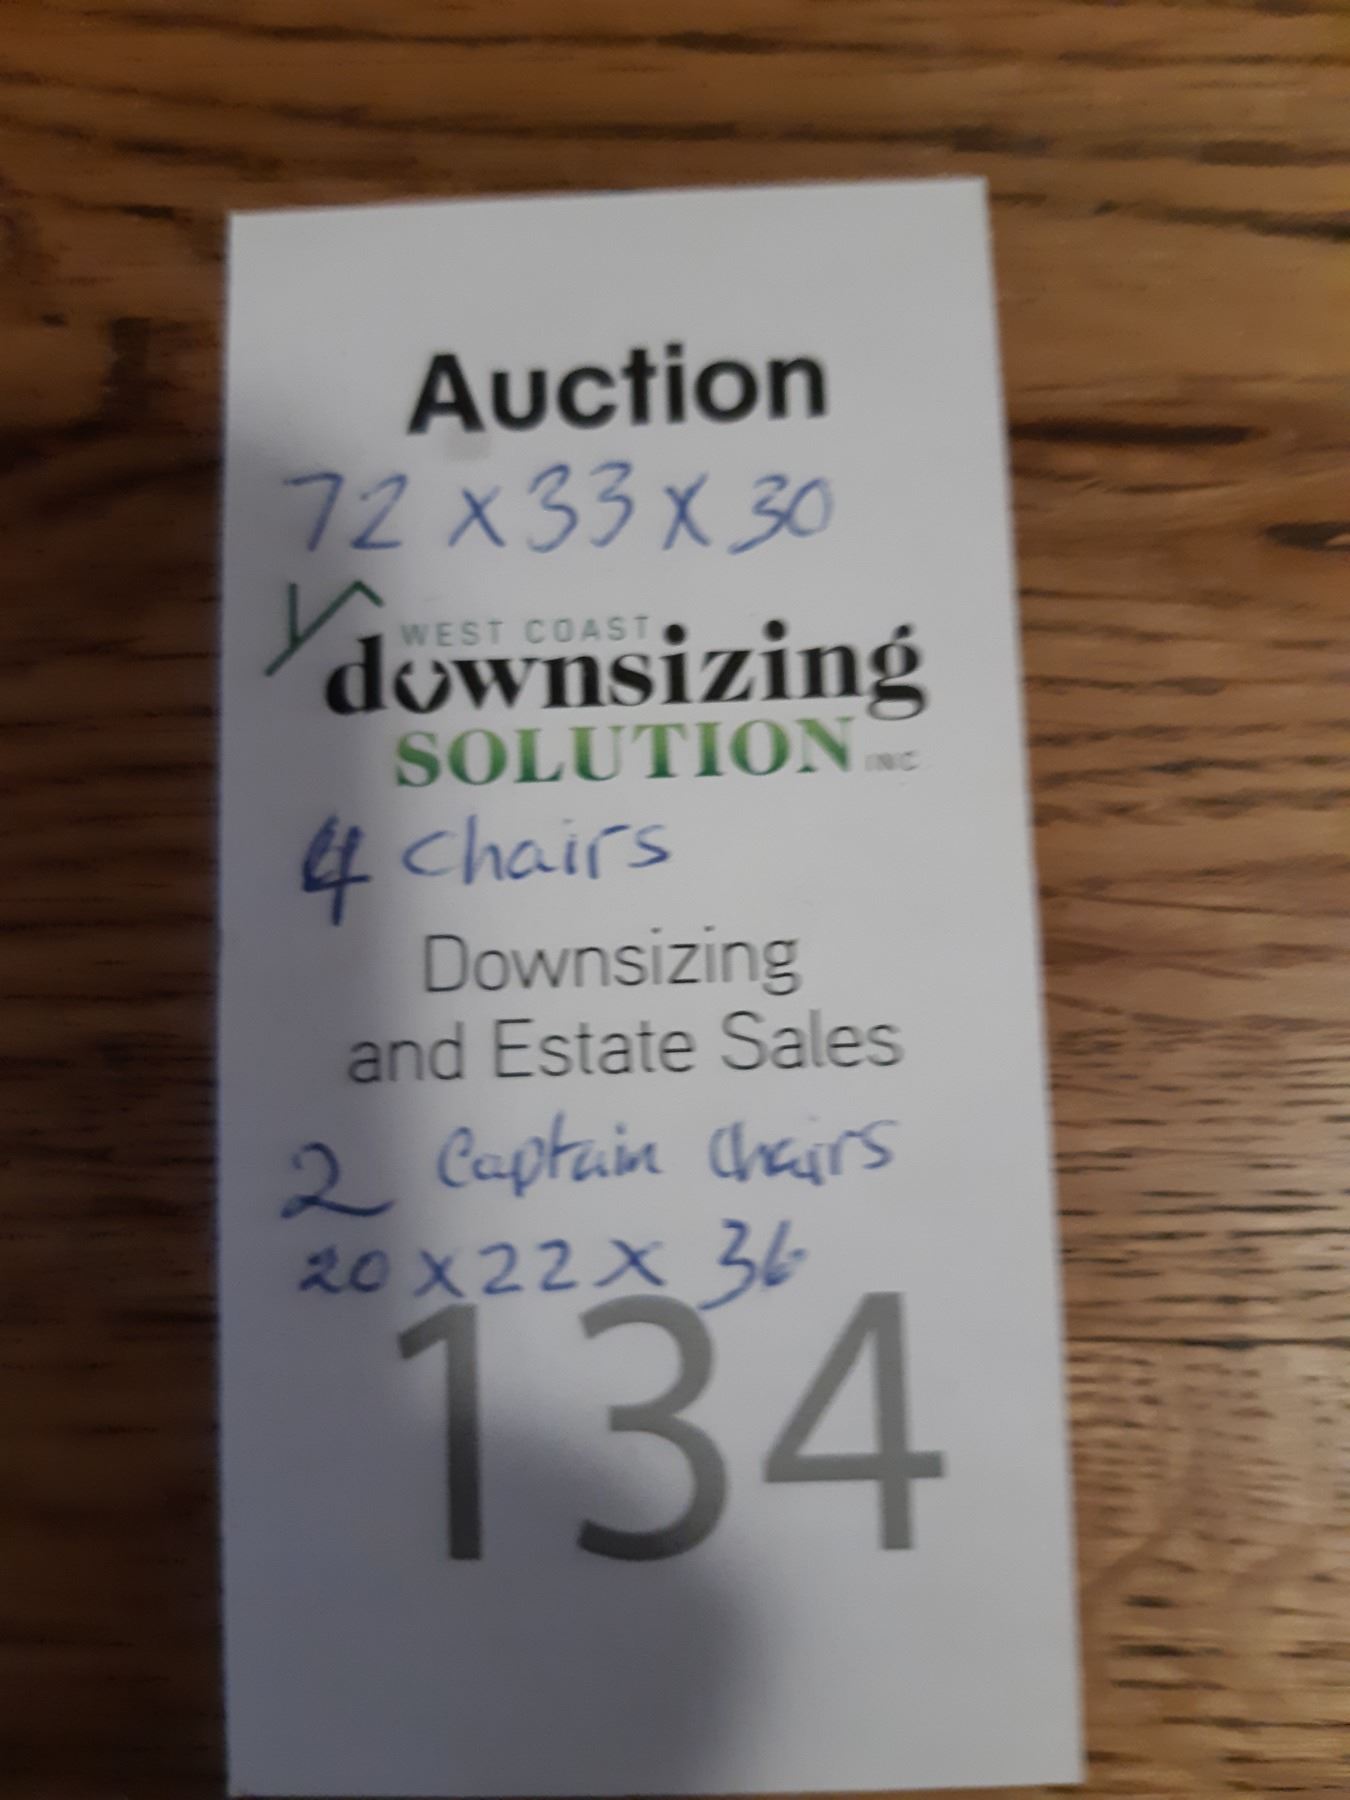 Auction
72 x 33 x 30
WEST COAST
downsizing
SOLUTION INC
4 chairs
Downsizing
and Estate Sales
2 Captain Chairs
20 x 22 x 36
134